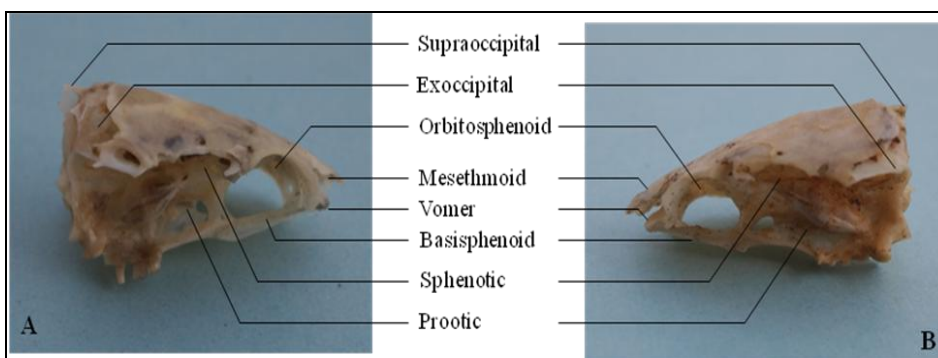 Supraoccipital
Exoccipital
Orbitosphenoid
Mesethmoid
Vomer
Basisphenoid
Sphenotic
Prootic
A
B